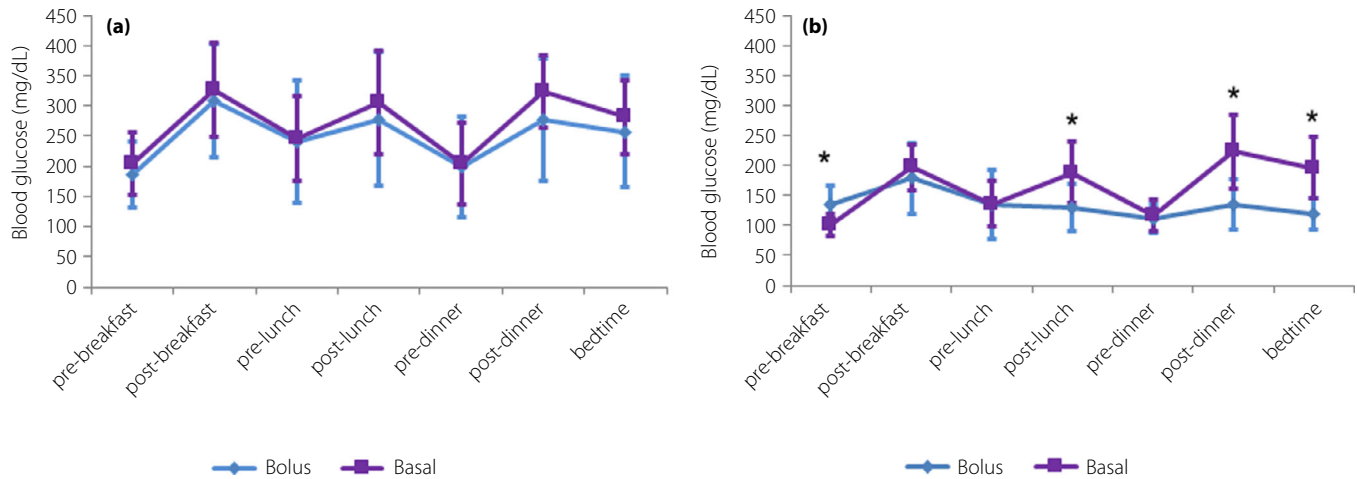 (a)
Blood glucose (mg/dL)
450
400
350
300
250
200
150
100
50
0
pre-breakfast
post-breakfast
pre-lunch
post-lunch
pre-dinner
post-dinner
bedtime
Bolus Basal
(b)
Blood glucose (mg/dL)
450
400
350
300
250
200
150
100
50
0
*
*
*
*
pre-breakfast
post-breakfast
pre-lunch
post-lunch
pre-dinner
post-dinner
bedtime
Bolus Basal